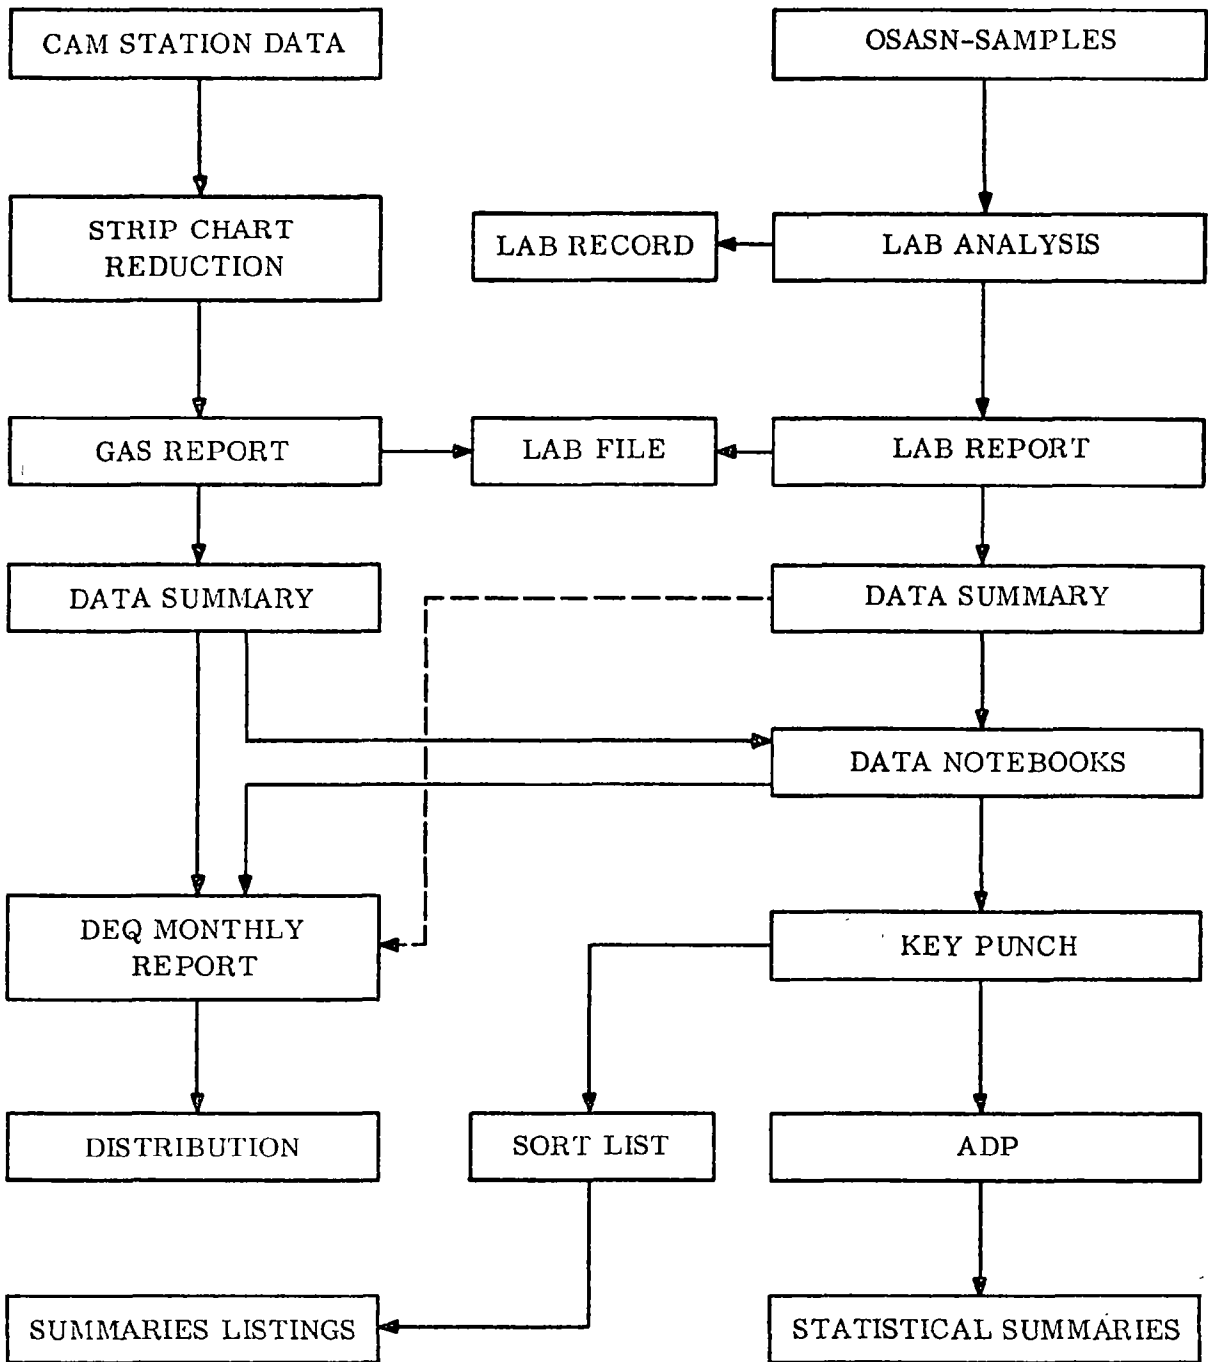 CAM STATION DATA
OSASN-SAMPLES
STRIP CHART
REDUCTION
LAB RECORD
LAB ANALYSIS
GAS REPORT
LAB FILE
LAB REPORT
DATA SUMMARY
DATA SUMMARY
DATA NOTEBOOKS
DEQ MONTHLY
REPORT
KEY PUNCH
DISTRIBUTION
SORT LIST
ADP
SUMMARIES LISTINGS
STATISTICAL SUMMARIES